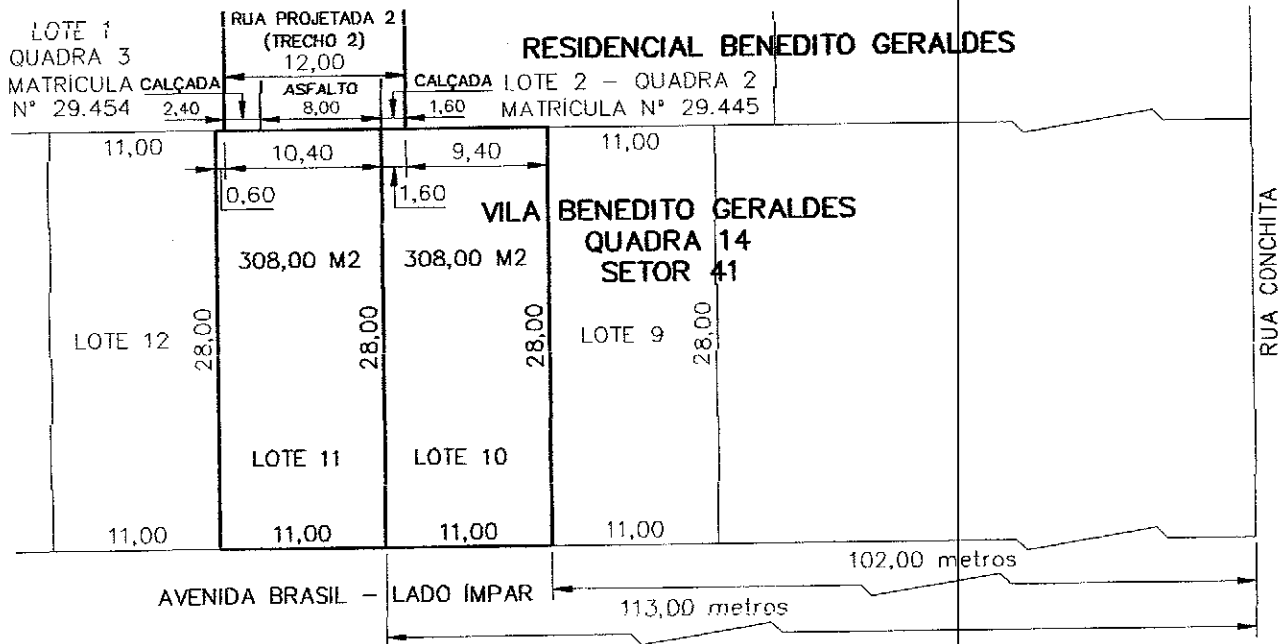 LOTE 1
QUADRA 3
MATRÍCULA
N° 29.454
RUA PROJETADA 2
(TRECHO 2)
12,00
CALÇADA
2,40
ASFALTO
8,00
CALÇADA
1,60
RESIDENCIAL BENEDITO GERALDES
LOTE 2 - QUADRA 2
MATRÍCULA N° 29.445
11,00
10,40
9,40
11,00
0,60
1,60
VILA BENEDITO GERALDES
QUADRA 14
SETOR 41
308,00 M2
308,00 M2
LOTE 12
28,00
28,00
28,00
LOTE 9
28,00
RUA CONCHITA
LOTE 11
LOTE 10
11,00
11,00
11,00
11,00
102,00 metros
AVENIDA BRASIL - LADO ÍMPAR
113,00 metros